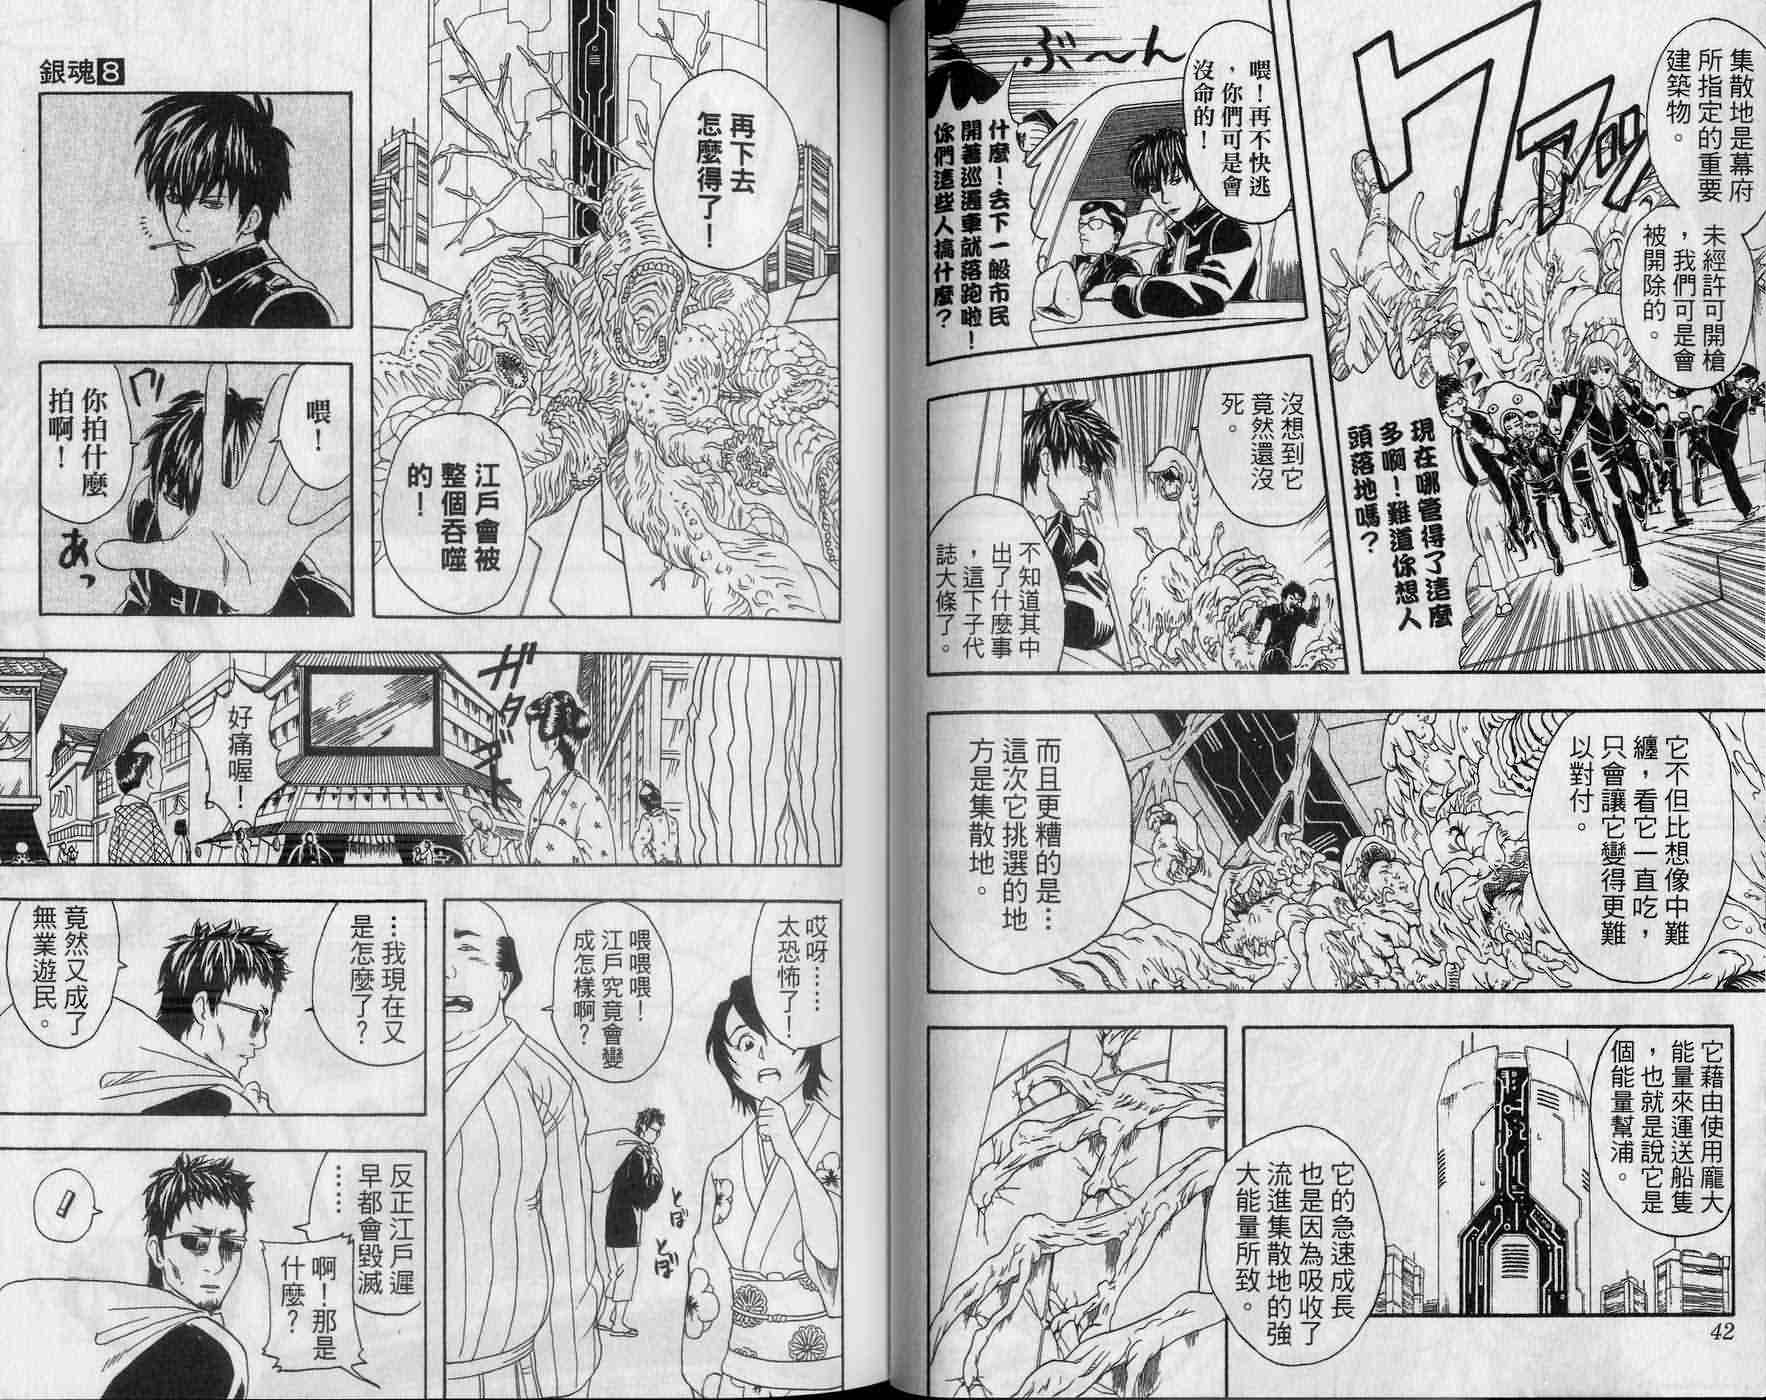 集散地是幕府
所指定的重要
建築物。
未經許可開槍
，我們可是會
被開除的。
クァァッ
現在哪管得了這麼
多啊！難道你想人
頭落地嗎？
喂！再不快逃
，你們可是會
沒命的！
ぶ〜ん
什麼！丟下一般市民
開著巡邏車就落跑啦！
你們這些人搞什麼？
沒想到它
竟然還沒
死。
不知道其中
出了什麼事
，這下子代
誌大條了。
它不但比想像中難
纏，看它一直吃，
只會讓它變得更難
以對付。
而且更糟的是…
這次它挑選的地
方是集散地。
它藉由使用龐大
能量來運送船隻
，也就是說它是
個能量幫浦。
它的急速成長
也是因為吸收了
流進集散地的強
大能量所致。
42
銀魂8
再下去
怎麼得了！
江戶會被
整個吞噬
的！
喂！
你拍什麼
拍啊！
あっ
ガタ
ゴト
好痛喔！
哎呀……
太恐怖了！
喂喂喂！
江戶究竟會變
成怎樣啊？
とぼ
とぼ
…我現在又
是怎麼了？
竟然又成了
無業遊民。
反正江戶遲
早都會毀滅
……
啊！那是
什麼？
！